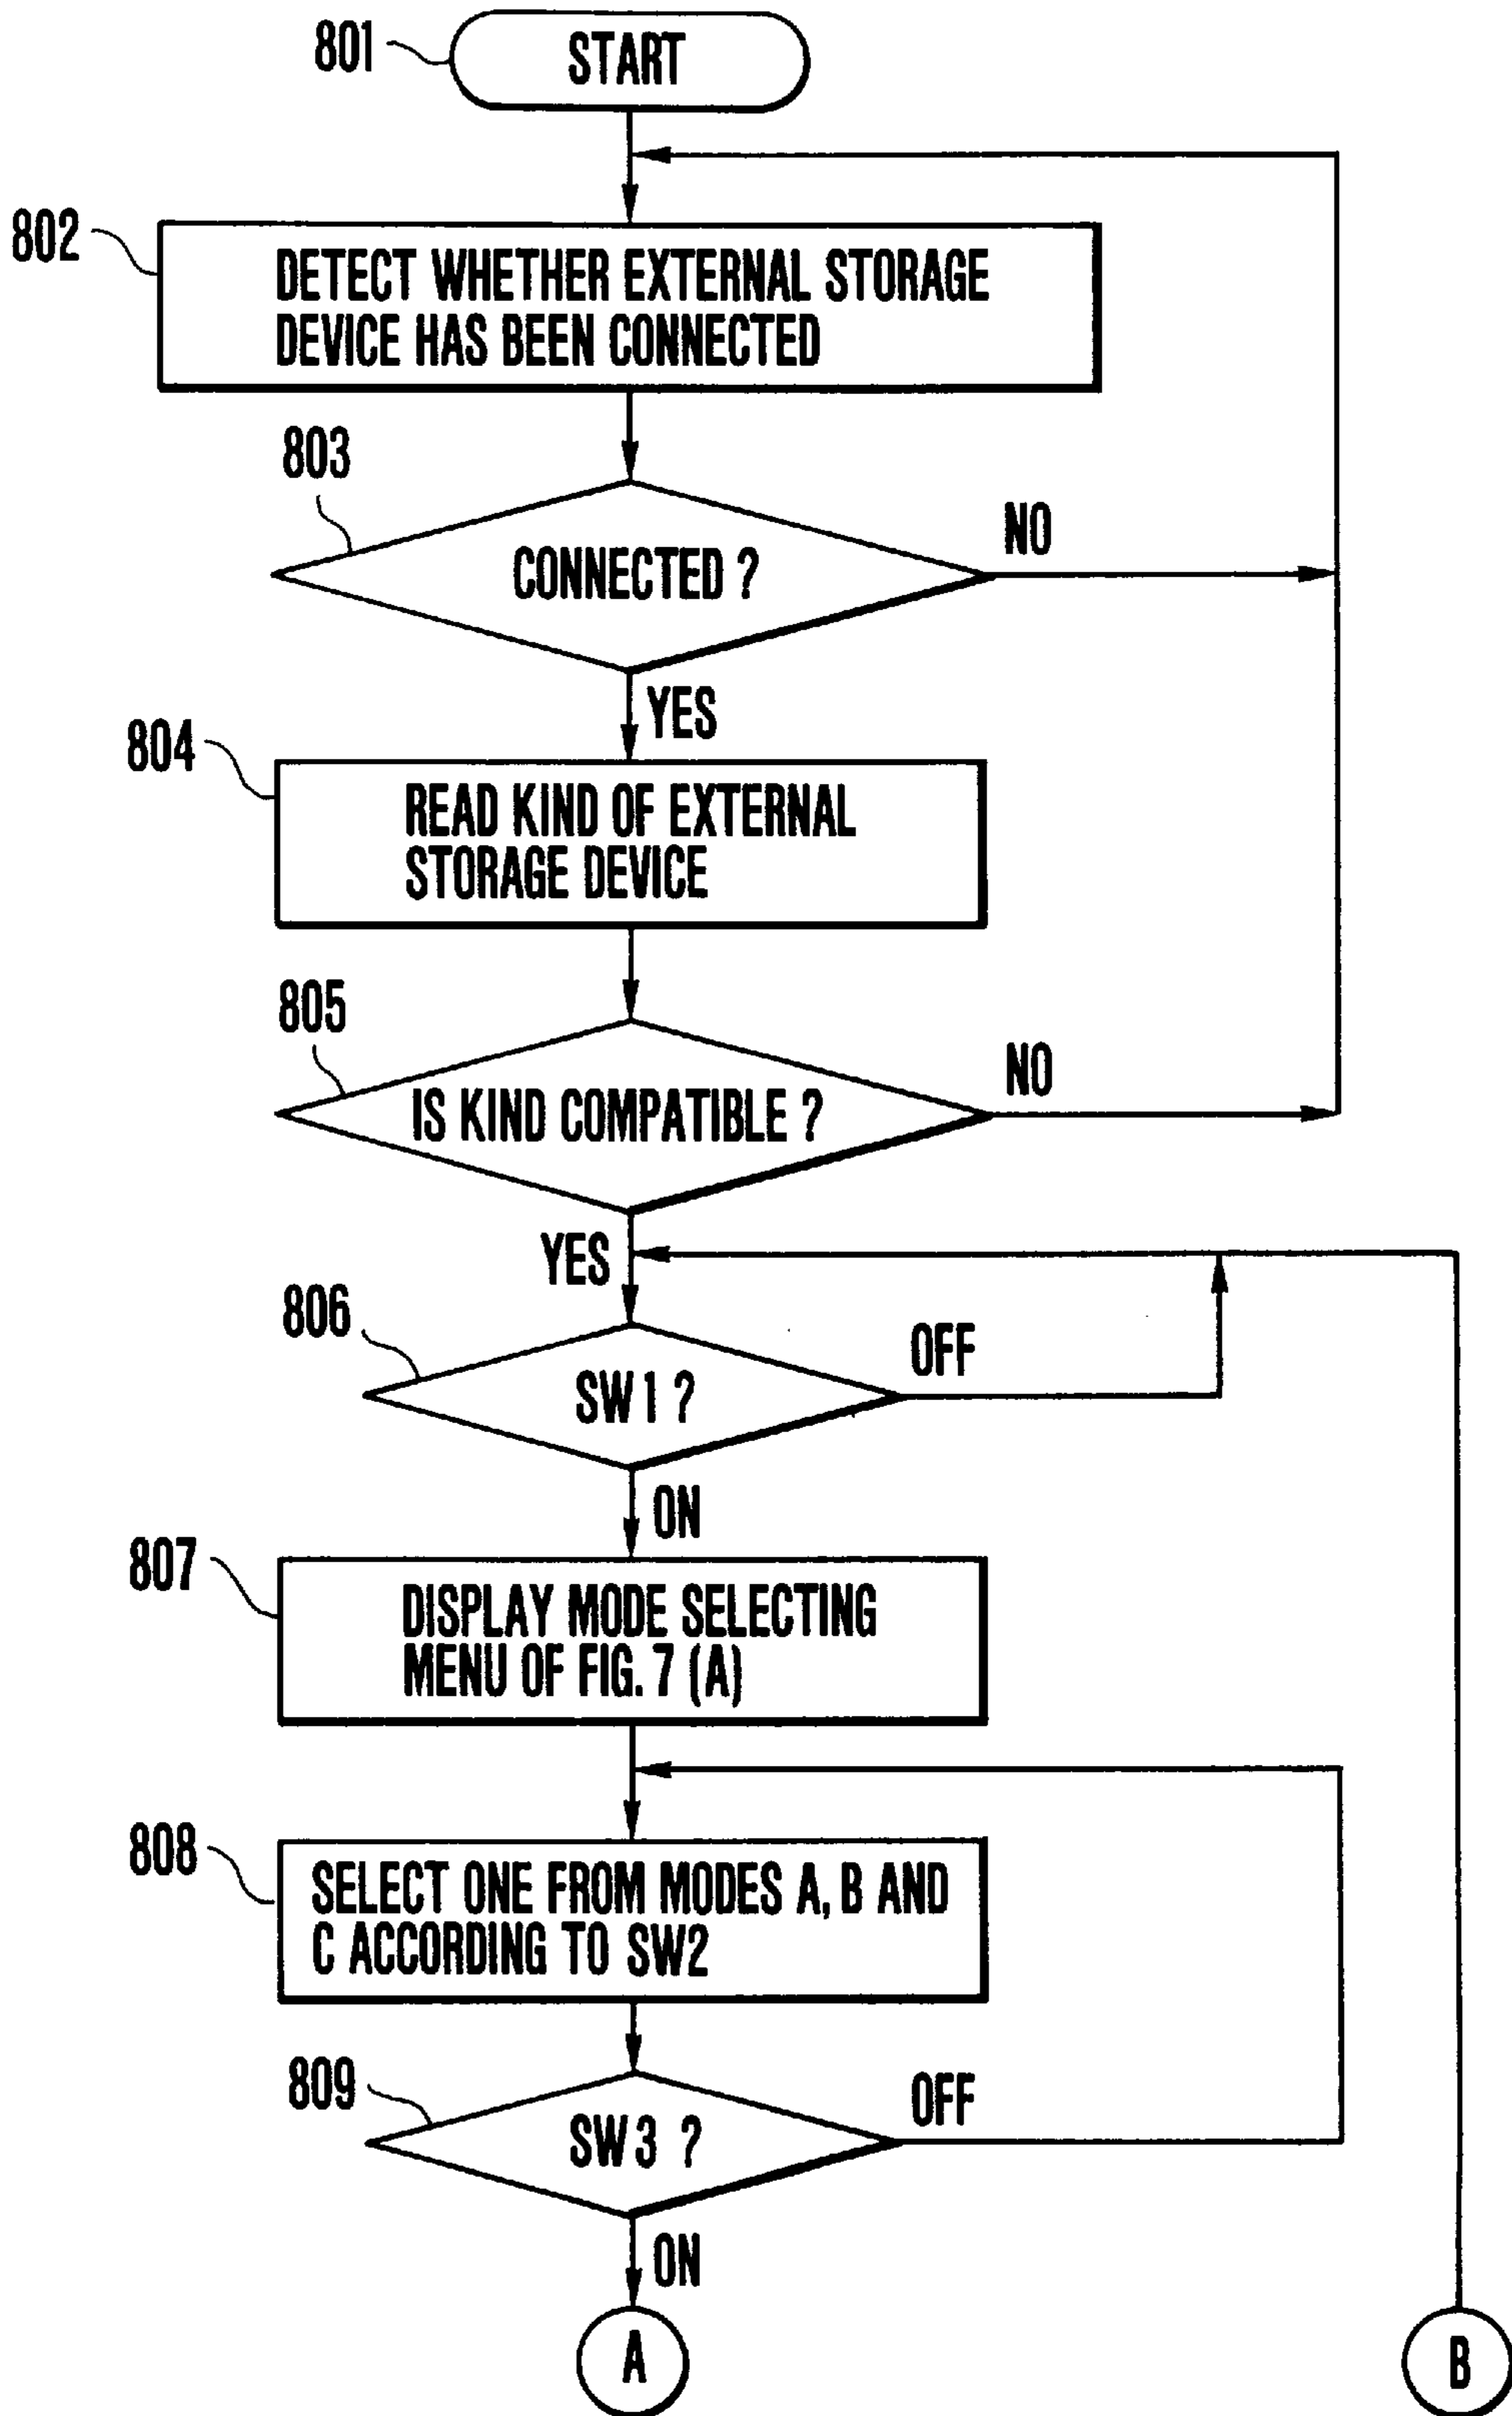 801
START
802
DETECT WHETHER EXTERNAL STORAGE
DEVICE HAS BEEN CONNECTED
803
CONNECTED ?
NO
YES
804
READ KIND OF EXTERNAL
STORAGE DEVICE
805
IS KIND COMPATIBLE ?
NO
YES
806
SW1 ?
OFF
ON
807
DISPLAY MODE SELECTING
MENU OF FIG. 7 (A)
808
SELECT ONE FROM MODES A, B AND
C ACCORDING TO SW2
809
SW3 ?
OFF
ON
A
B